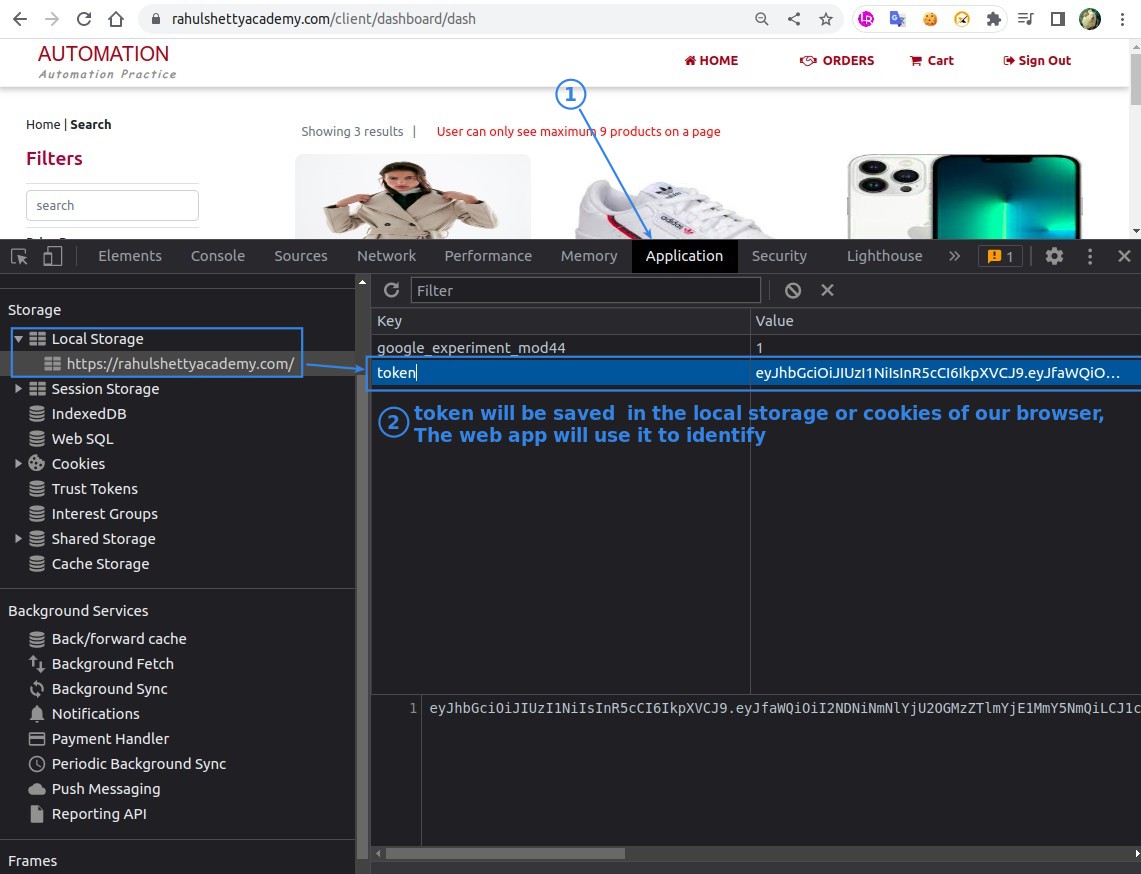 rahulshettyacademy.com/client/dashboard/dash
AUTOMATION
Automation Practice
HOME
ORDERS
Cart
Sign Out
1
Home | Search
Showing 3 results |
User can only see maximum 9 products on a page
Filters
search
adidas
Elements
Console
Sources
Network
Performance
Memory
Application
Security
Lighthouse
1
Storage
Local Storage
https://rahulshettyacademy.com/
Session Storage
IndexedDB
Web SQL
Cookies
Trust Tokens
Interest Groups
Shared Storage
Cache Storage
Background Services
Back/forward cache
Background Fetch
Background Sync
Notifications
Payment Handler
Periodic Background Sync
Push Messaging
Reporting API
Frames
Filter
Key Value
google_experiment_mod44 1
token eyJhbGciOiJIUzI1NiIsInR5cCI6IkpXVCJ9.eyJfaWQiO...
2 token will be saved in the local storage or cookies of our browser,
The web app will use it to identify
1 eyJhbGciOiJIUzI1NiIsInR5cCI6IkpXVCJ9.eyJfaWQiOiI2NDNiNmNlYjU2OGMzZTlmYjE1MmY5NmQiLCJ1c